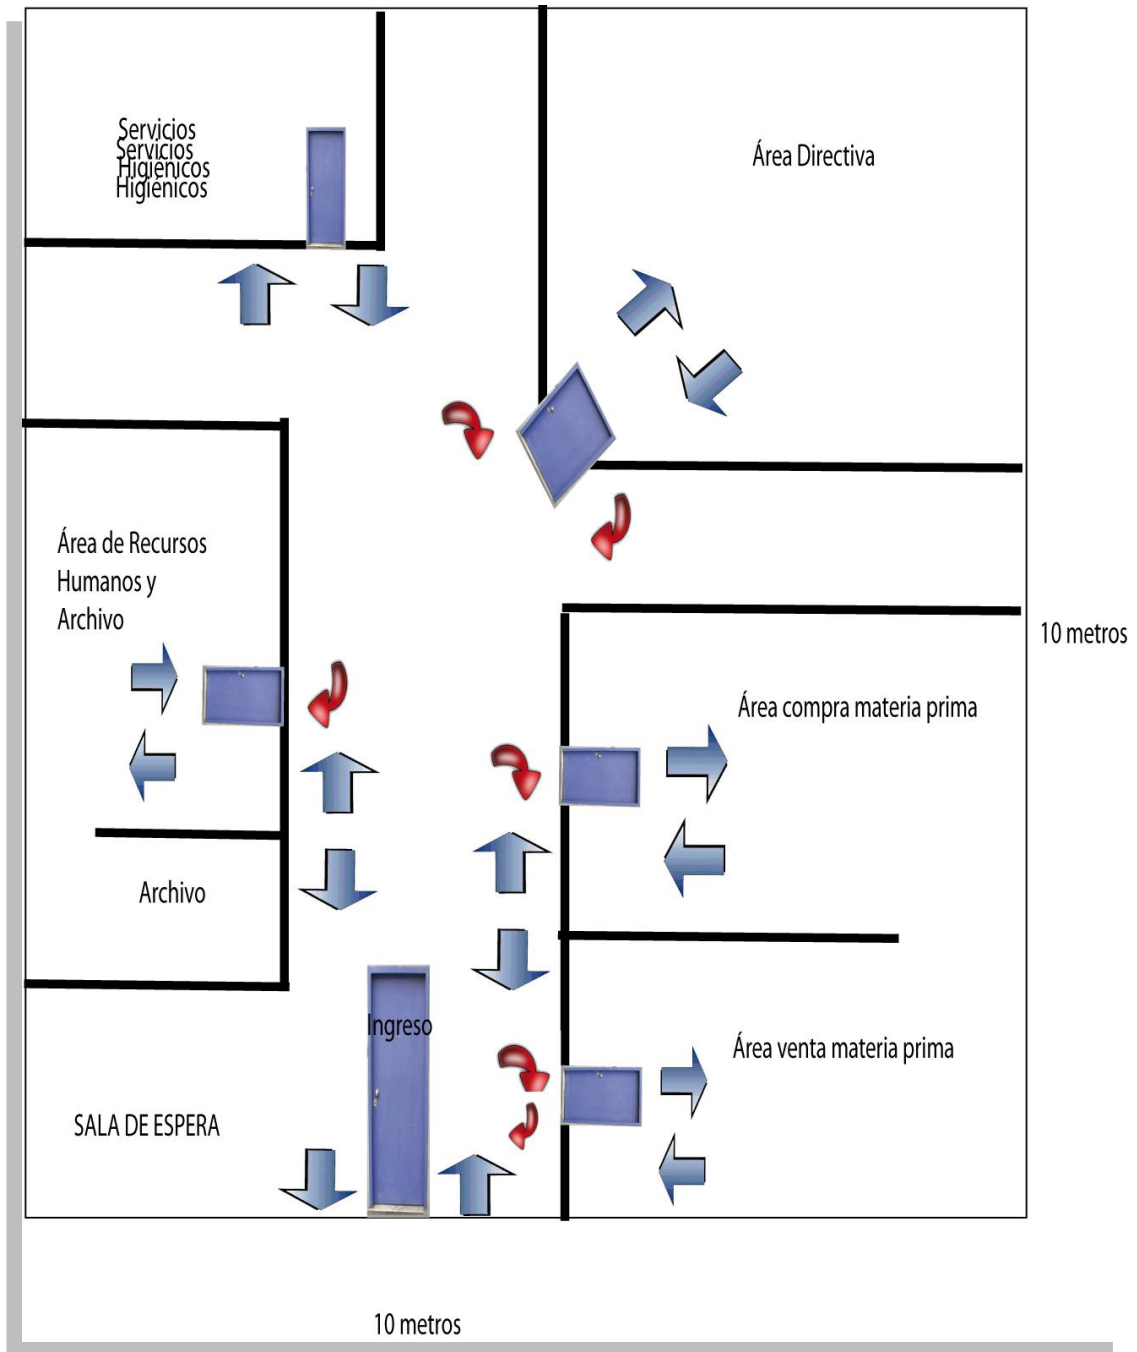 Servicios
Servicios
Higiénicos
Higiénicos
Área Directiva
Área de Recursos
Humanos y
Archivo
10 metros
Área compra materia prima
Archivo
Ingreso
Área venta materia prima
SALA DE ESPERA
10 metros